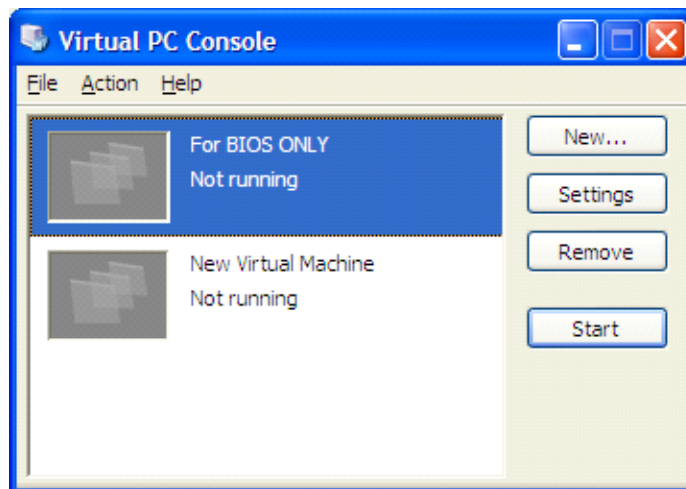 Virtual PC Console
File Action Help
For BIOS ONLY
Not running
New Virtual Machine
Not running
New...
Settings
Remove
Start